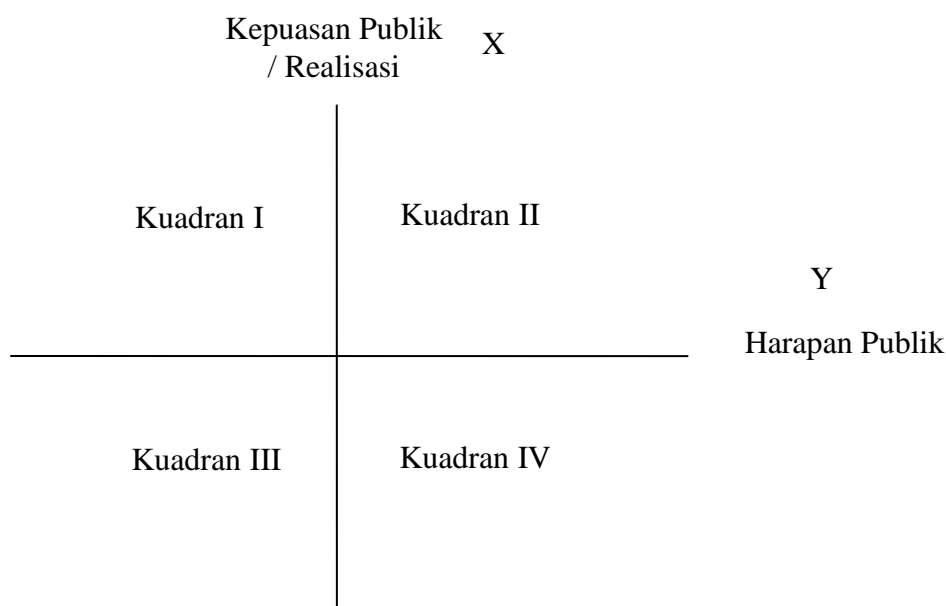 Kepuasan Publik
/ Realisasi
X
Kuadran I
Kuadran II
Y
Harapan Publik
Kuadran III
Kuadran IV